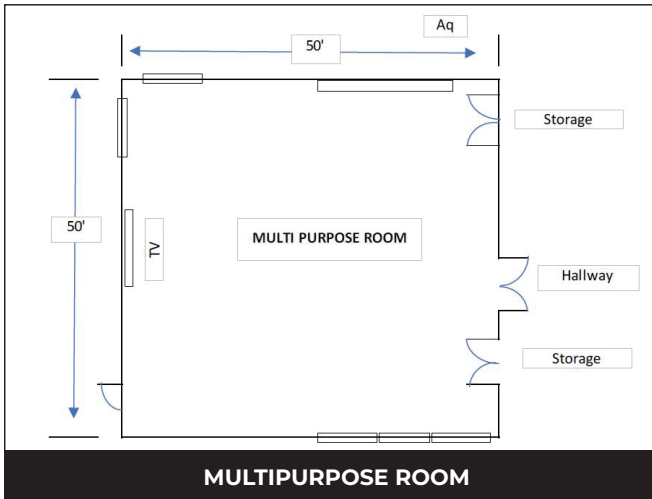 Aq
50'
Storage
50'
TV
MULTI PURPOSE ROOM
Hallway
Storage
MULTIPURPOSE ROOM